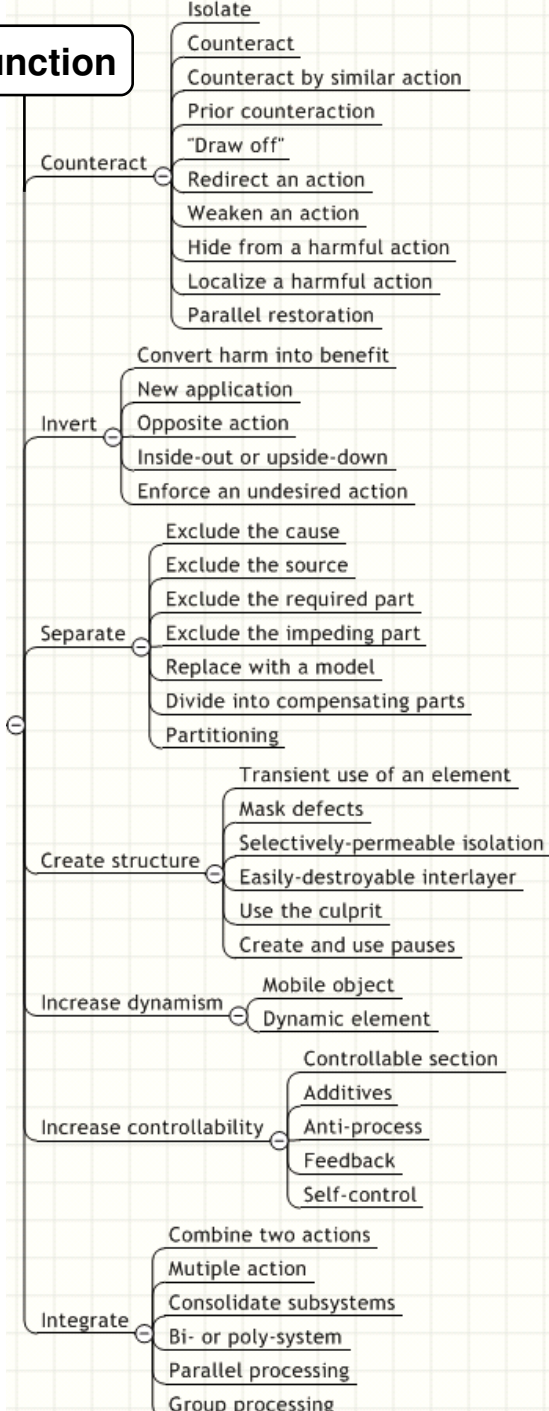 unction
Counteract
Isolate
Counteract
Counteract by similar action
Prior counteraction
"Draw off"
Redirect an action
Weaken an action
Hide from a harmful action
Localize a harmful action
Parallel restoration
Invert
Convert harm into benefit
New application
Opposite action
Inside-out or upside-down
Enforce an undesired action
Separate
Exclude the cause
Exclude the source
Exclude the required part
Exclude the impeding part
Replace with a model
Divide into compensating parts
Partitioning
Create structure
Transient use of an element
Mask defects
Selectively-permeable isolation
Easily-destroyable interlayer
Use the culprit
Create and use pauses
Increase dynamism
Mobile object
Dynamic element
Increase controllability
Controllable section
Additives
Anti-process
Feedback
Self-control
Integrate
Combine two actions
Mutiple action
Consolidate subsystems
Bi- or poly-system
Parallel processing
Group processing